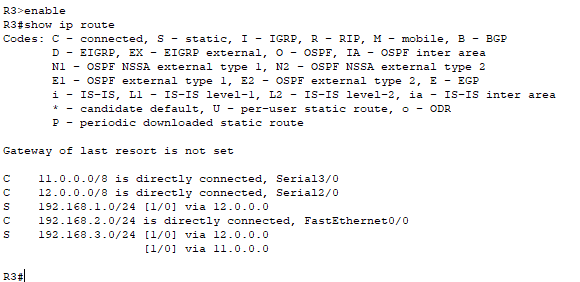 R3>enable
R3#show ip route
Codes: C - connected, S - static, I - IGRP, R - RIP, M - mobile, B - BGP
       D - EIGRP, EX - EIGRP external, O - OSPF, IA - OSPF inter area
       N1 - OSPF NSSA external type 1, N2 - OSPF NSSA external type 2
       E1 - OSPF external type 1, E2 - OSPF external type 2, E - EGP
       i - IS-IS, L1 - IS-IS level-1, L2 - IS-IS level-2, ia - IS-IS inter area
       * - candidate default, U - per-user static route, o - ODR
       P - periodic downloaded static route

Gateway of last resort is not set

C    11.0.0.0/8 is directly connected, Serial3/0
C    12.0.0.0/8 is directly connected, Serial2/0
S    192.168.1.0/24 [1/0] via 12.0.0.0
C    192.168.2.0/24 is directly connected, FastEthernet0/0
S    192.168.3.0/24 [1/0] via 12.0.0.0
                    [1/0] via 11.0.0.0

R3#